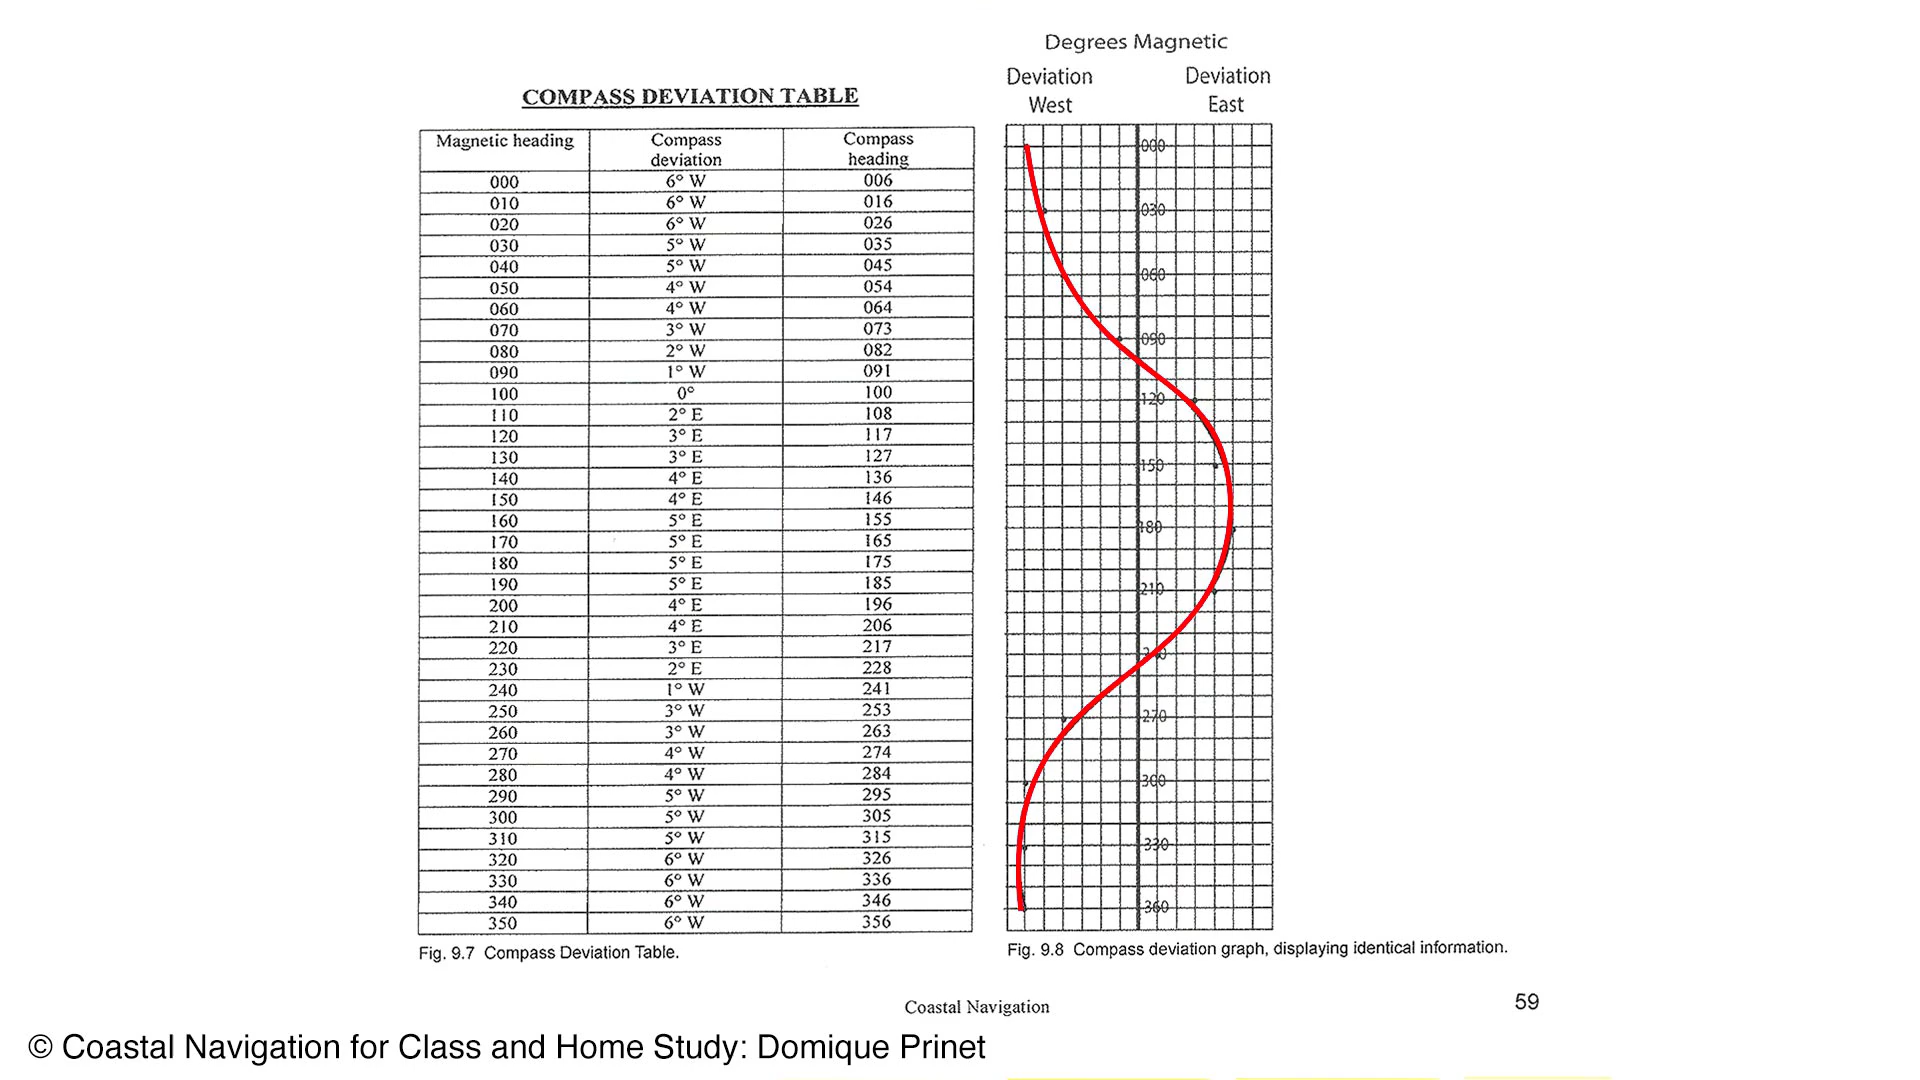 COMPASS DEVIATION TABLE
Magnetic heading Compass deviation Compass heading
000 6° W 006
010 6° W 016
020 6° W 026
030 5° W 035
040 5° W 045
050 4° W 054
060 4° W 064
070 3° W 073
080 2° W 082
090 1° W 091
100 0° 100
110 2° E 108
120 3° E 117
130 3° E 127
140 4° E 136
150 4° E 146
160 5° E 155
170 5° E 165
180 5° E 175
190 5° E 185
200 4° E 196
210 4° E 206
220 3° E 217
230 2° E 228
240 1° W 241
250 3° W 253
260 3° W 263
270 4° W 274
280 4° W 284
290 5° W 295
300 5° W 305
310 5° W 315
320 6° W 326
330 6° W 336
340 6° W 346
350 6° W 356
Fig. 9.7 Compass Deviation Table.
Degrees Magnetic
Deviation West Deviation East
000
030
060
090
120
150
180
210
270
300
330
360
Fig. 9.8 Compass deviation graph, displaying identical information.
Coastal Navigation
59
© Coastal Navigation for Class and Home Study: Domique Prinet